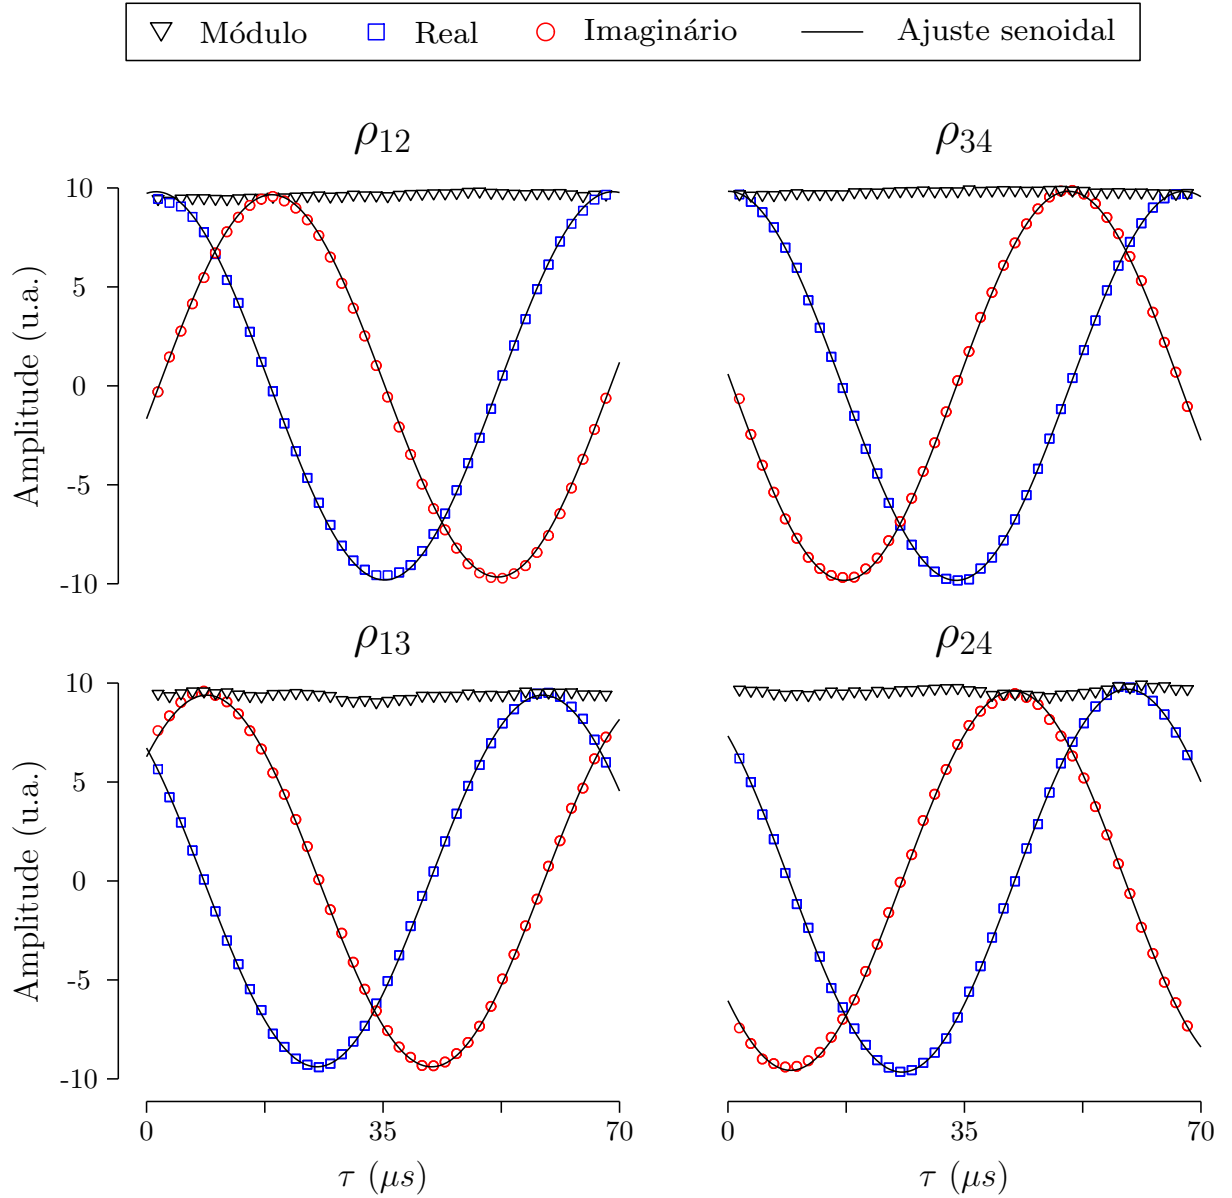 Módulo Real Imaginário Ajuste senoidal
ρ12 ρ34
10
5
0
-5
-10
Amplitude (u.a.)
ρ13 ρ24
10
5
0
-5
-10
Amplitude (u.a.)
0 35 70 0 35 70
τ (μs) τ (μs)